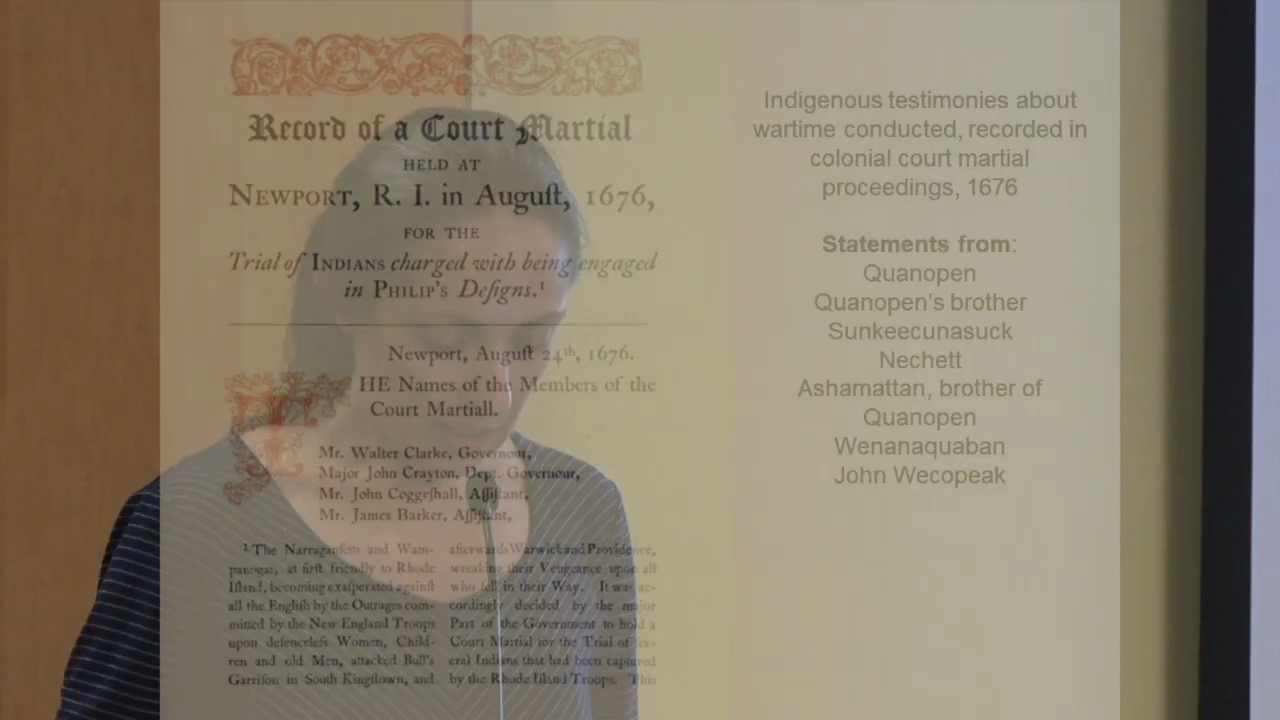 Record of a Court Martial
HELD AT
NEWPORT, R. I. in Auguſt, 1676,
FOR THE
Trial of INDIANS charged with being engaged
in PHILIP'S Deſigns.¹
Newport, Auguſt 24th, 1676.
THE Names of the Members of the
Court Martiall.
Mr. Walter Clarke, Governour,
Major John Crayton, Dept. Governour,
Mr. John Coggeſhall, Aſſiſtant,
Mr. James Barker, Aſſiſtant,
¹ The Narraganſetts and Wam-
panogas, at firſt friendly to Rhode
Iſland, becoming exaſperated againſt
all the Engliſh by the Outrages com-
mitted by the New England Troops
upon defenceleſs Women, Child-
ren and old Men, attacked Bull's
Garriſon in South Kingſtown, and
afterwards Warwick and Providence,
wreaking their Vengeance upon all
who fell in their Way. It was ac-
cordingly decided by the major
Part of the Government to hold a
Court Martial for the Trial of ſev-
eral Indians that had been captured
by the Rhode Iſland Troops. This
Indigenous testimonies about
wartime conducted, recorded in
colonial court martial
proceedings, 1676
Statements from:
Quanopen
Quanopen's brother
Sunkeecunasuck
Nechett
Ashamattan, brother of
Quanopen
Wenanaquaban
John Wecopeak